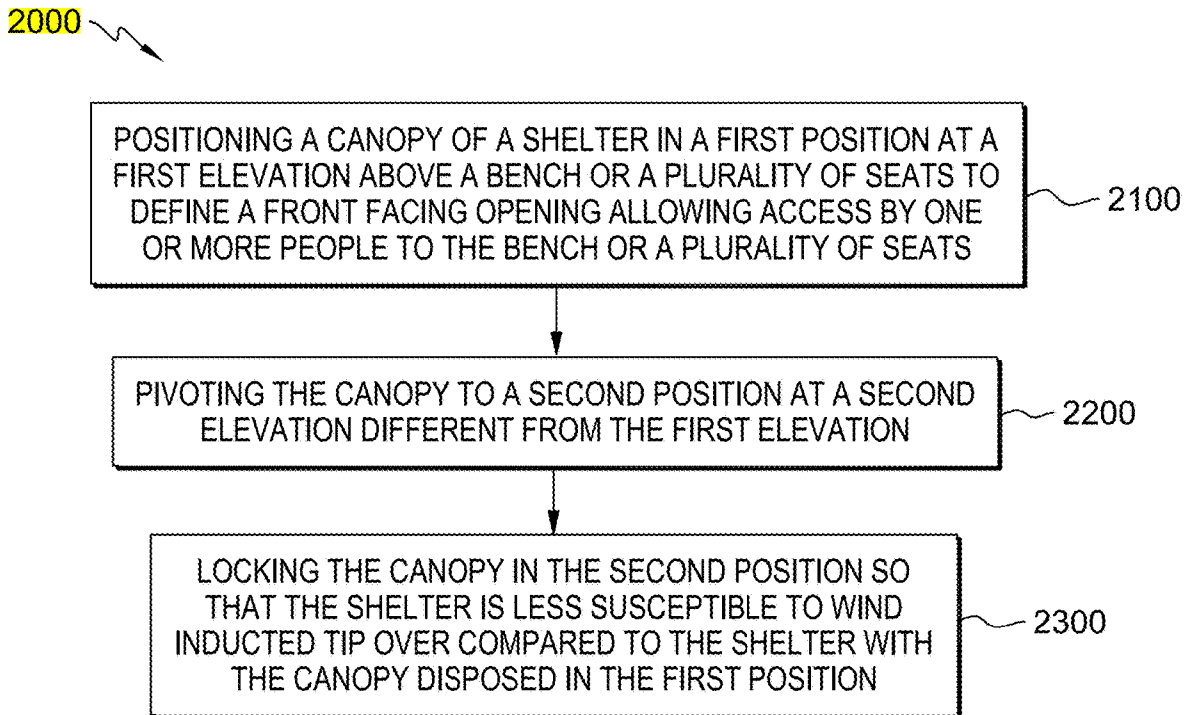 2000
POSITIONING A CANOPY OF A SHELTER IN A FIRST POSITION AT A
FIRST ELEVATION ABOVE A BENCH OR A PLURALITY OF SEATS TO
DEFINE A FRONT FACING OPENING ALLOWING ACCESS BY ONE
OR MORE PEOPLE TO THE BENCH OR A PLURALITY OF SEATS
2100
PIVOTING THE CANOPY TO A SECOND POSITION AT A SECOND
ELEVATION DIFFERENT FROM THE FIRST ELEVATION
2200
LOCKING THE CANOPY IN THE SECOND POSITION SO
THAT THE SHELTER IS LESS SUSCEPTIBLE TO WIND
INDUCTED TIP OVER COMPARED TO THE SHELTER WITH
THE CANOPY DISPOSED IN THE FIRST POSITION
2300